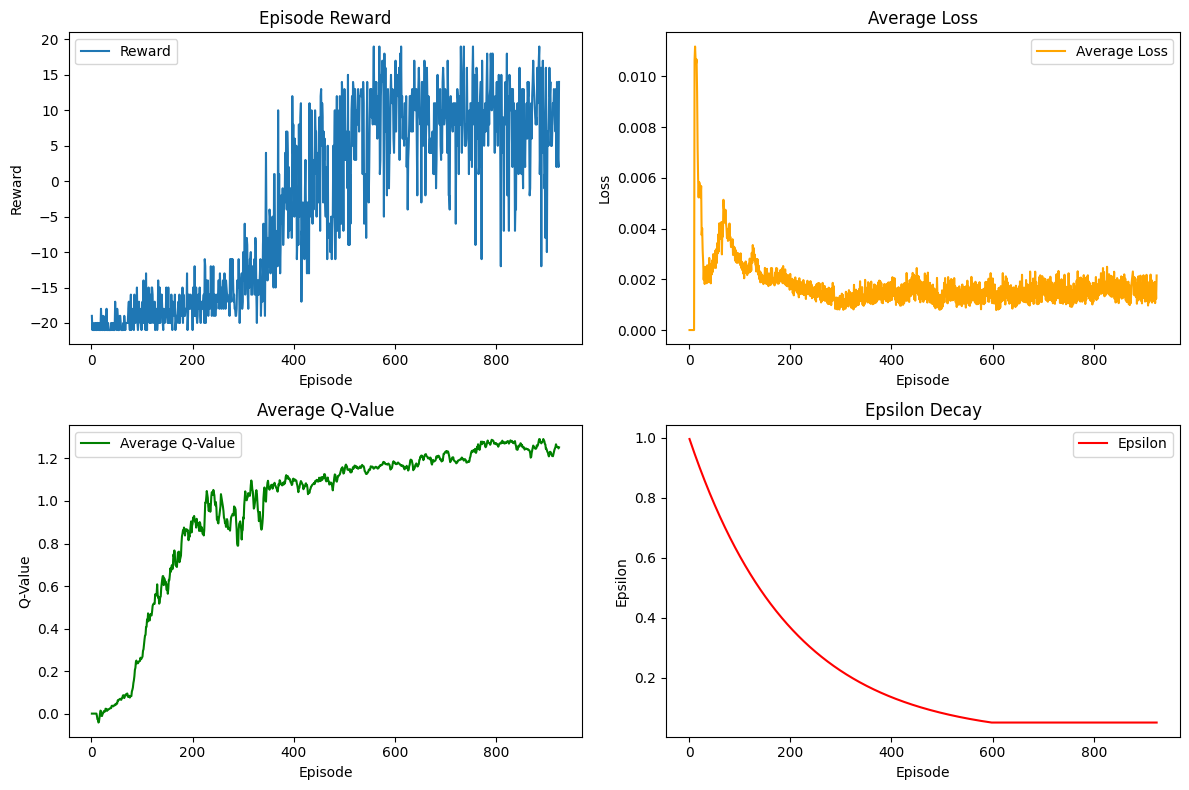 Episode Reward
Reward
20
15
10
5
0
−5
−10
−15
−20
Reward
0
200
400
600
800
Episode
Average Loss
Average Loss
0.010
0.008
0.006
0.004
0.002
0.000
Loss
0
200
400
600
800
Episode
Average Q-Value
Average Q-Value
1.2
1.0
0.8
0.6
0.4
0.2
0.0
Q-Value
0
200
400
600
800
Episode
Epsilon Decay
Epsilon
1.0
0.8
0.6
0.4
0.2
Epsilon
0
200
400
600
800
Episode